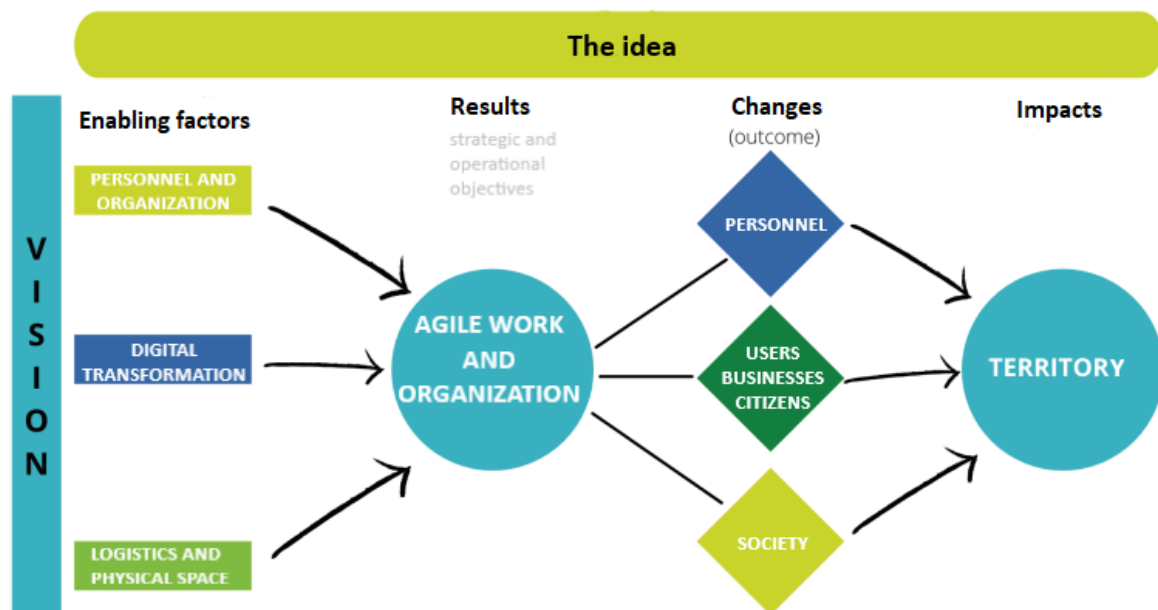 The idea
VISION
Enabling factors
Results
strategic and
operational
objectives
Changes
(outcome)
Impacts
PERSONNEL AND
ORGANIZATION
DIGITAL
TRANSFORMATION
LOGISTICS AND
PHYSICAL SPACE
AGILE WORK
AND
ORGANIZATION
PERSONNEL
USERS
BUSINESSES
CITIZENS
SOCIETY
TERRITORY